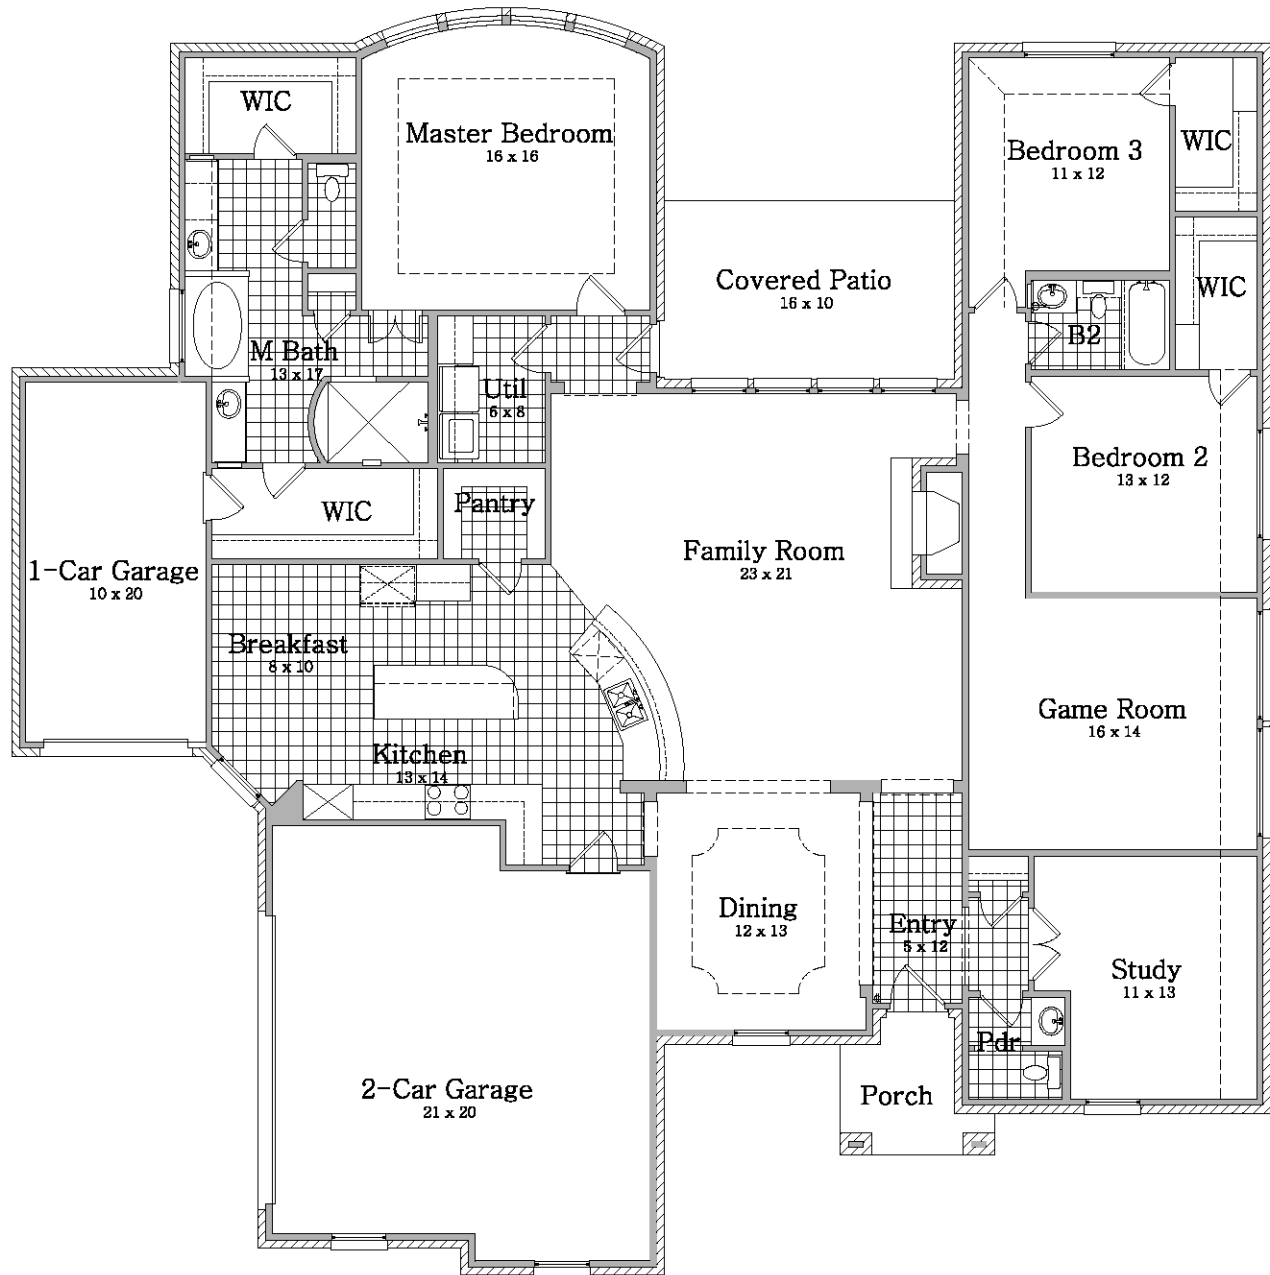 WIC
Master Bedroom
16 x 16
Bedroom 3
11 x 12
WIC
Covered Patio
16 x 10
WIC
B2
M Bath
13 x 17
Util
6 x 8
Bedroom 2
13 x 12
Pantry
WIC
Family Room
23 x 21
1-Car Garage
10 x 20
Breakfast
8 x 10
Game Room
16 x 14
Kitchen
13 x 14
Dining
12 x 13
Entry
5 x 12
Study
11 x 13
Pdr
2-Car Garage
21 x 20
Porch